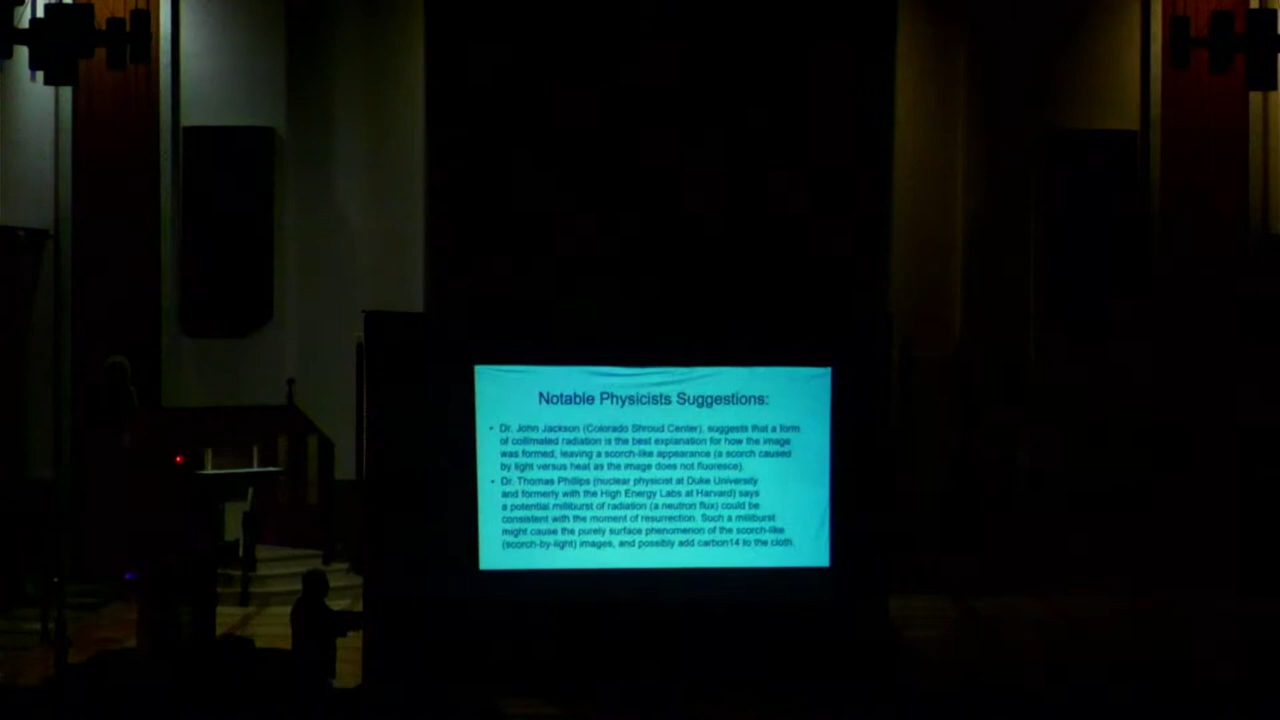 Notable Physicists Suggestions:
• Dr. John Jackson (Colorado Shroud Center), suggests that a form
of collimated radiation is the best explanation for how the image
was formed, leaving a scorch-like appearance (a scorch caused
by light versus heat as the image does not fluoresce).
• Dr. Thomas Phillips (nuclear physicist at Duke University
and formerly with the High Energy Labs at Harvard) says
a potential milliburst of radiation (a neutron flux) could be
consistent with the moment of resurrection. Such a milliburst
might cause the purely surface phenomenon of the scorch-like
(scorch-by-light) images, and possibly add carbon14 to the cloth.